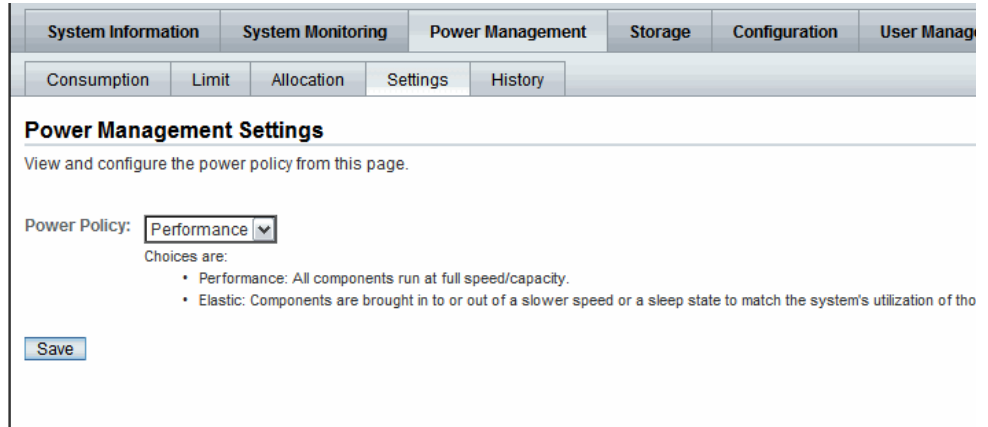 System Information System Monitoring Power Management Storage Configuration User Manag
Consumption Limit Allocation Settings History
Power Management Settings
View and configure the power policy from this page.
Power Policy: Performance
Choices are:
• Performance: All components run at full speed/capacity.
• Elastic: Components are brought in to or out of a slower speed or a sleep state to match the system's utilization of tho
Save